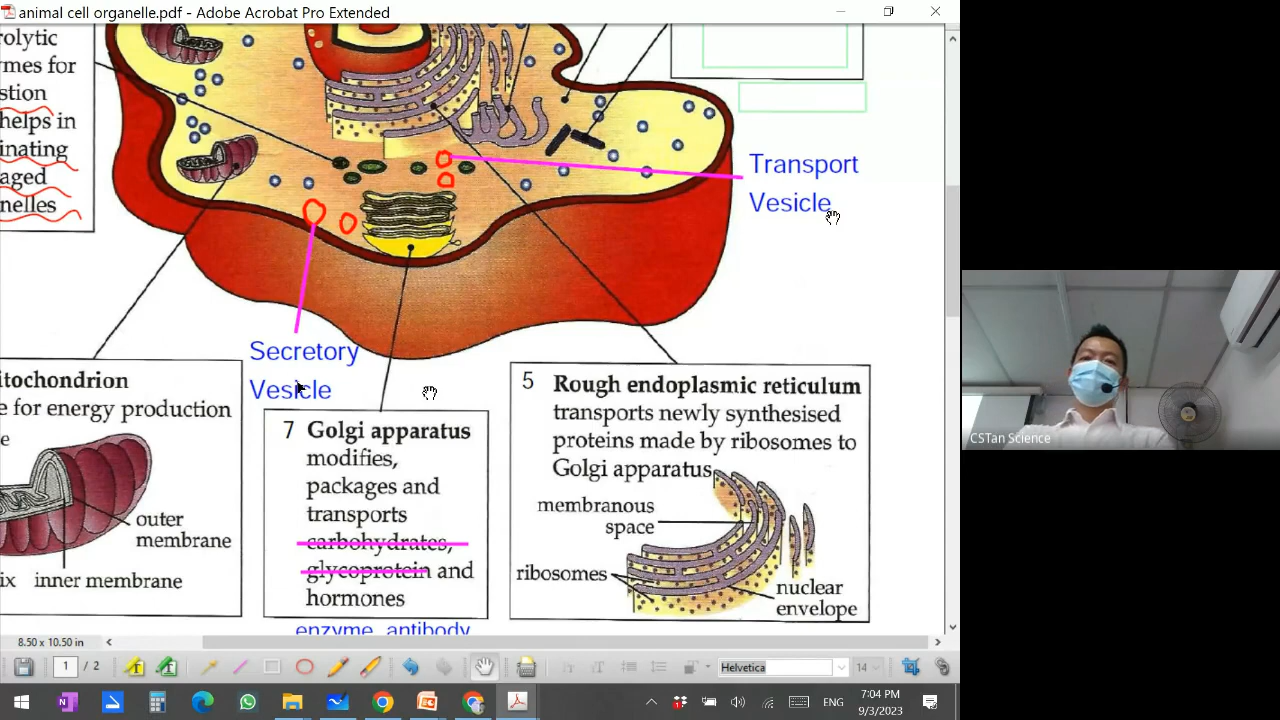 animal cell organelle.pdf - Adobe Acrobat Pro Extended
rolytic
mes for
stion
helps in
inating
aged
nelles
Transport
Vesicle
Secretory
Vesicle
itochondrion
e for energy production
e
outer
membrane
ix inner membrane
7 Golgi apparatus
modifies,
packages and
transports
carbohydrates,
glycoprotein and
hormones
enzyme, antibody
5 Rough endoplasmic reticulum
transports newly synthesised
proteins made by ribosomes to
Golgi apparatus
membranous
space
ribosomes
nuclear
envelope
CSTan Science
8.50 x 10.50 in
1 / 2
Helvetica
14
ENG
7:04 PM
9/3/2023